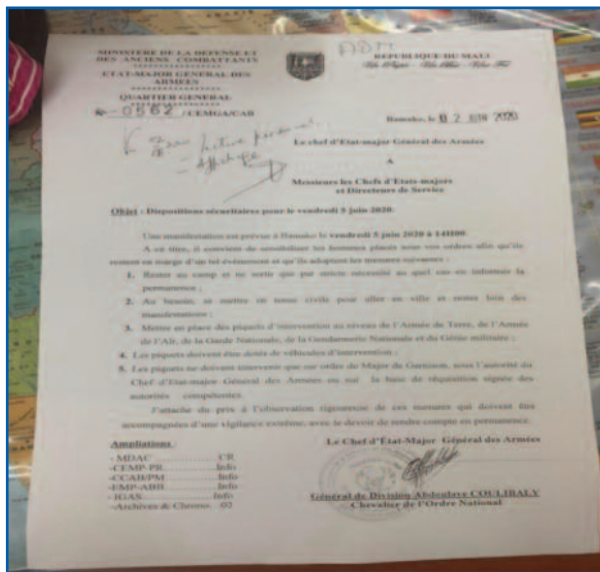 MINISTERE DE LA DEFENSE ET
DES ANCIENS COMBATTANTS
ETAT-MAJOR GENERAL DES
ARMEES
QUARTIER GENERAL
N° 0562 /CEMGA/CAB
REPUBLIQUE DU MALI
Un Peuple - Un But - Une Foi
Bamako, le 02 JUIN 2020
Le chef d'Etat-major Général des Armées
A
Messieurs les Chefs d'Etats-majors
et Directeurs de Service
Objet : Dispositions sécuritaires pour le vendredi 5 juin 2020.
Une manifestation est prévue à Bamako le vendredi 5 juin 2020 à 14H00.
A ce titre, il convient de sensibiliser les hommes placés sous vos ordres afin qu'ils
restent en marge d'un tel événement et qu'ils adoptent les mesures suivantes :
1. Rester au camp et ne sortir que par stricte nécessité au quel cas en informer la
permanence ;
2. Au besoin, se mettre en tenue civile pour aller en ville et rester loin des
manifestations ;
3. Mettre en place des piquets d'intervention au niveau de l'Armée de Terre, de l'Armée
de l'Air, de la Garde Nationale, de la Gendarmerie Nationale et du Génie militaire ;
4. Les piquets doivent être dotés de véhicules d'intervention ;
5. Les piquets ne doivent intervenir que sur ordre du Major de Garnison, sous l'autorité du
Chef d'Etat-major Général des Armées ou sur la base de réquisition signée des
autorités compétentes.
J'attache du prix à l'observation rigoureuse de ces mesures qui doivent être
accompagnées d'une vigilance extrême, avec le devoir de rendre compte en permanence.
Ampliations
- MDAC ............ CR
-CEMP-PR ......... Info
-CCAB/PM ......... Info
-EMP-ABB ......... Info
- IGAS ............ Info
-Archives & Chrono 02
Le Chef d'État-Major Général des Armées
Général de Division Abdoulaye COULIBALY
Chevalier de l'Ordre National